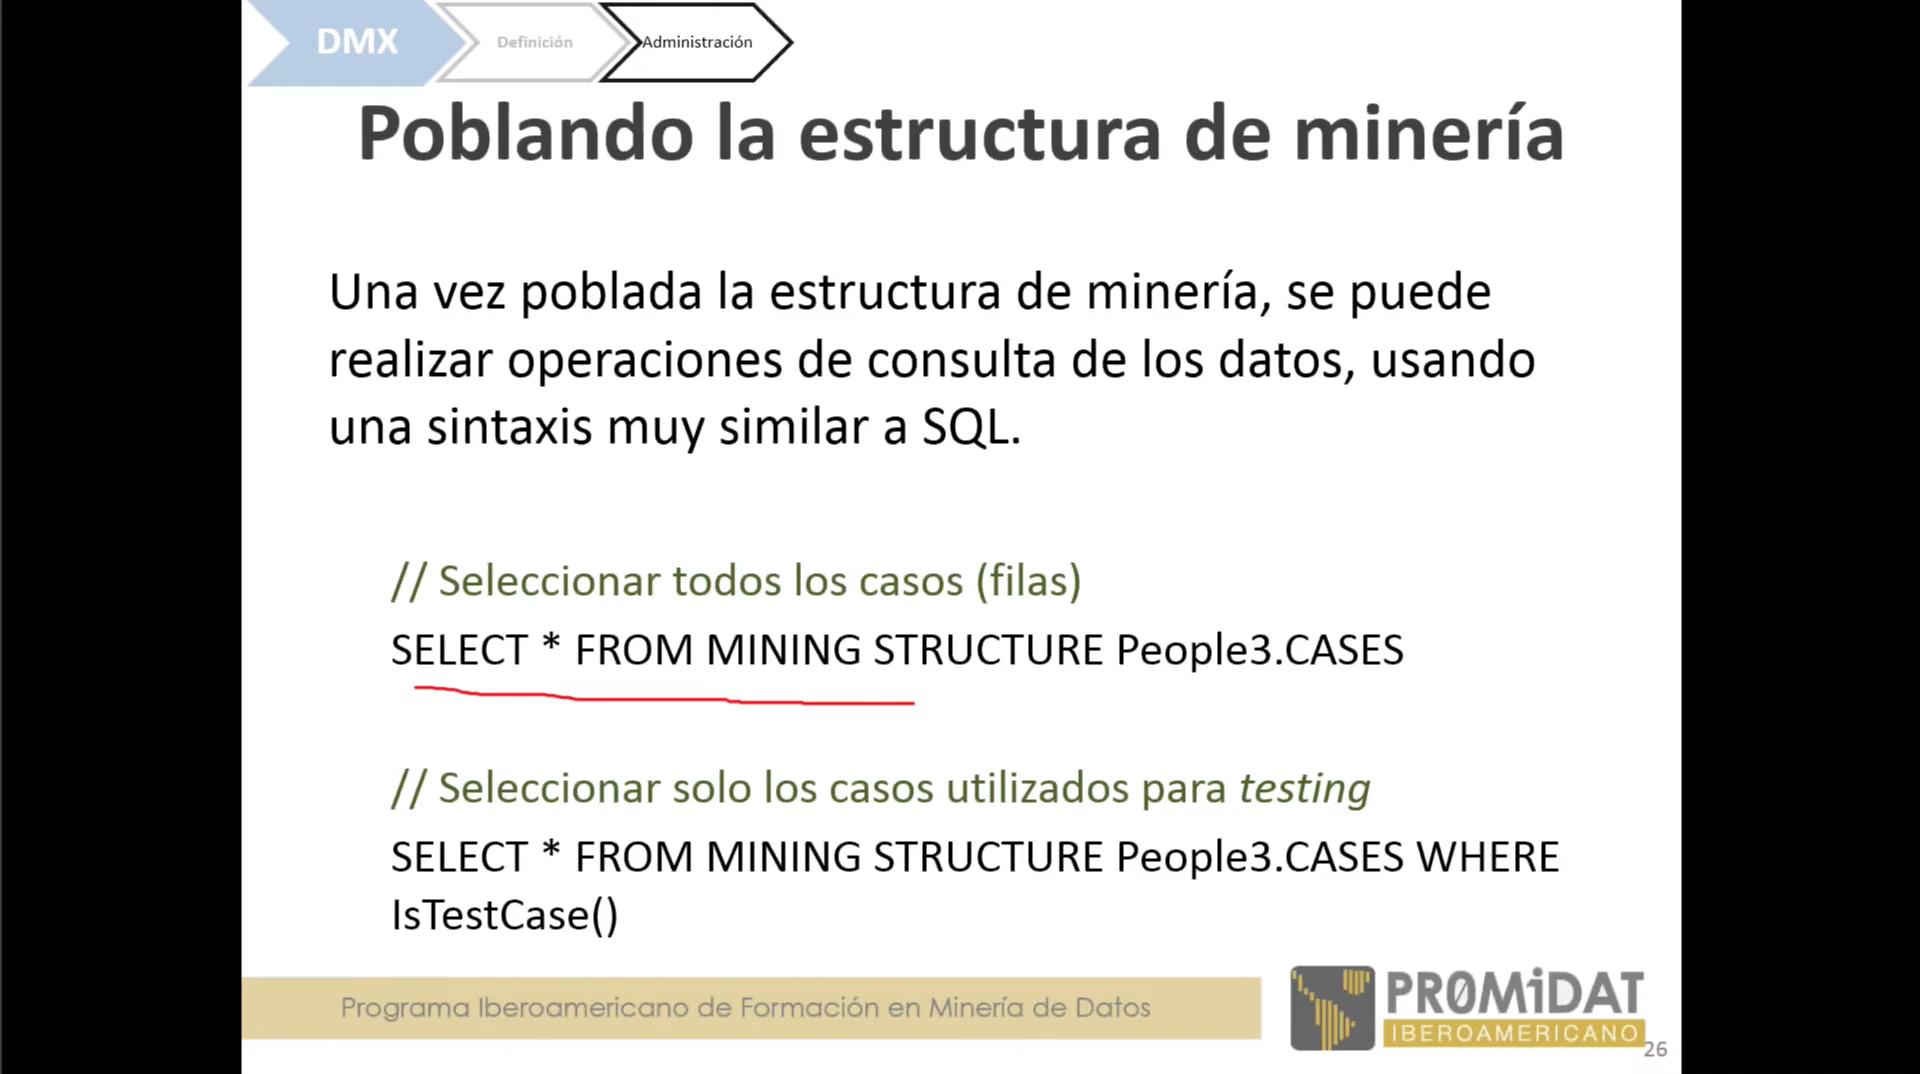 DMX
Definición
Administración
Poblando la estructura de minería
Una vez poblada la estructura de minería, se puede
realizar operaciones de consulta de los datos, usando
una sintaxis muy similar a SQL.
// Seleccionar todos los casos (filas)
SELECT * FROM MINING STRUCTURE People3.CASES
// Seleccionar solo los casos utilizados para testing
SELECT * FROM MINING STRUCTURE People3.CASES WHERE
IsTestCase()
Programa Iberoamericano de Formación en Minería de Datos
PR0MiDAT
IBEROAMERICANO
26